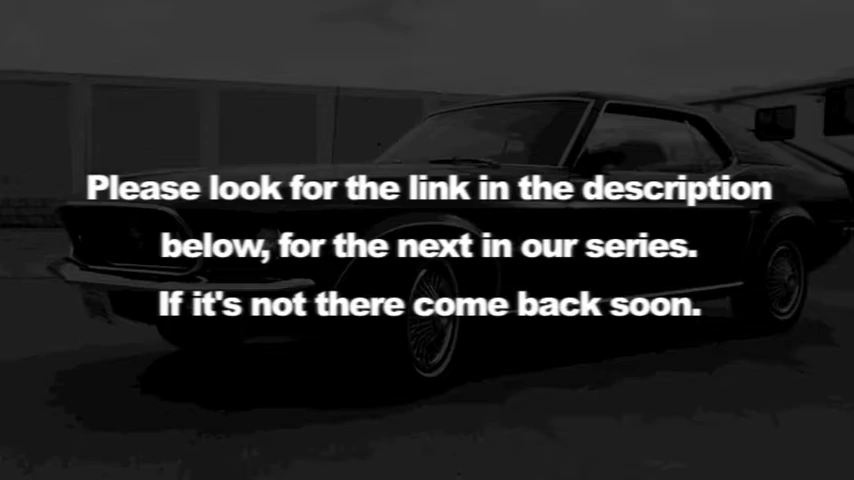 Please look for the link in the description
below, for the next in our series.
If it's not there come back soon.